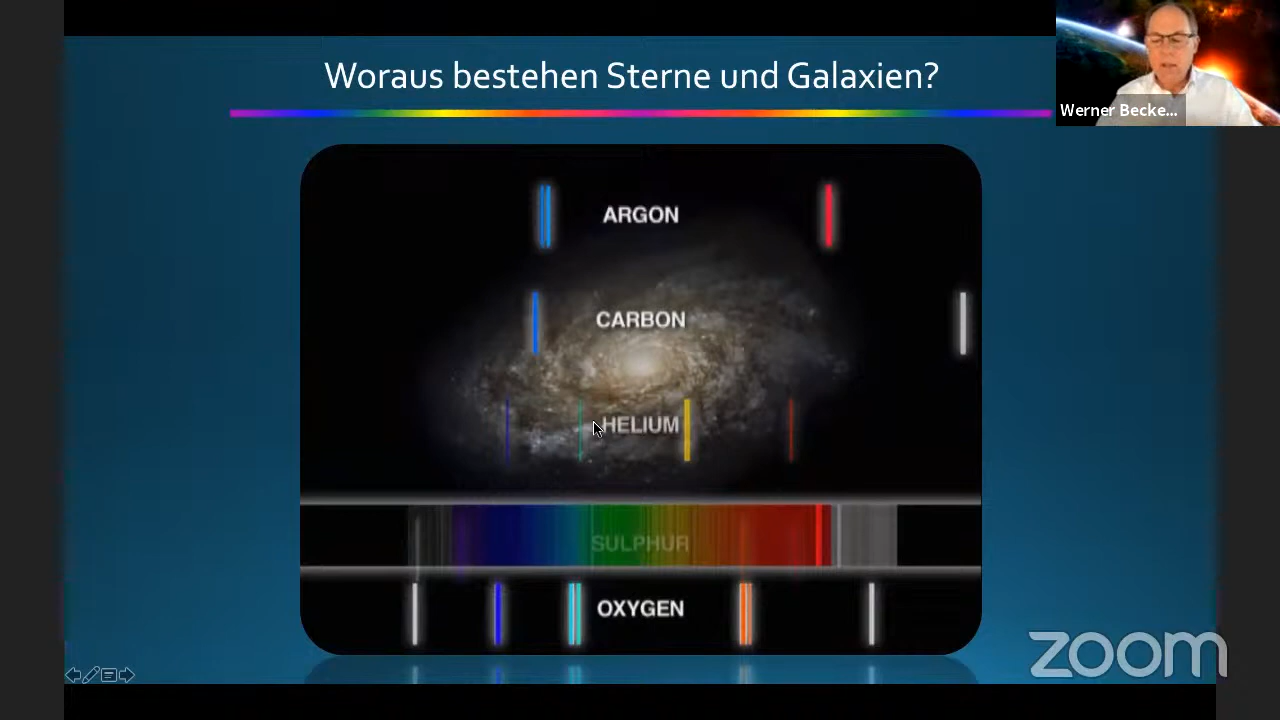 Woraus bestehen Sterne und Galaxien?
Werner Becke...
ARGON
CARBON
HELIUM
SULPHUR
OXYGEN
zoom